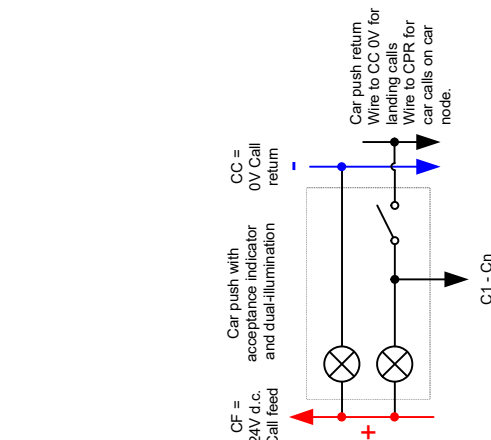 CF =
24V d.c.
Call feed
+
Car push with
acceptance indicator
and dual-illumination
CC =
0V Call
return
-
Car push return
Wire to CC 0V for
landing calls
Wire to CPR for
car calls on car
node.
C1 - Cn